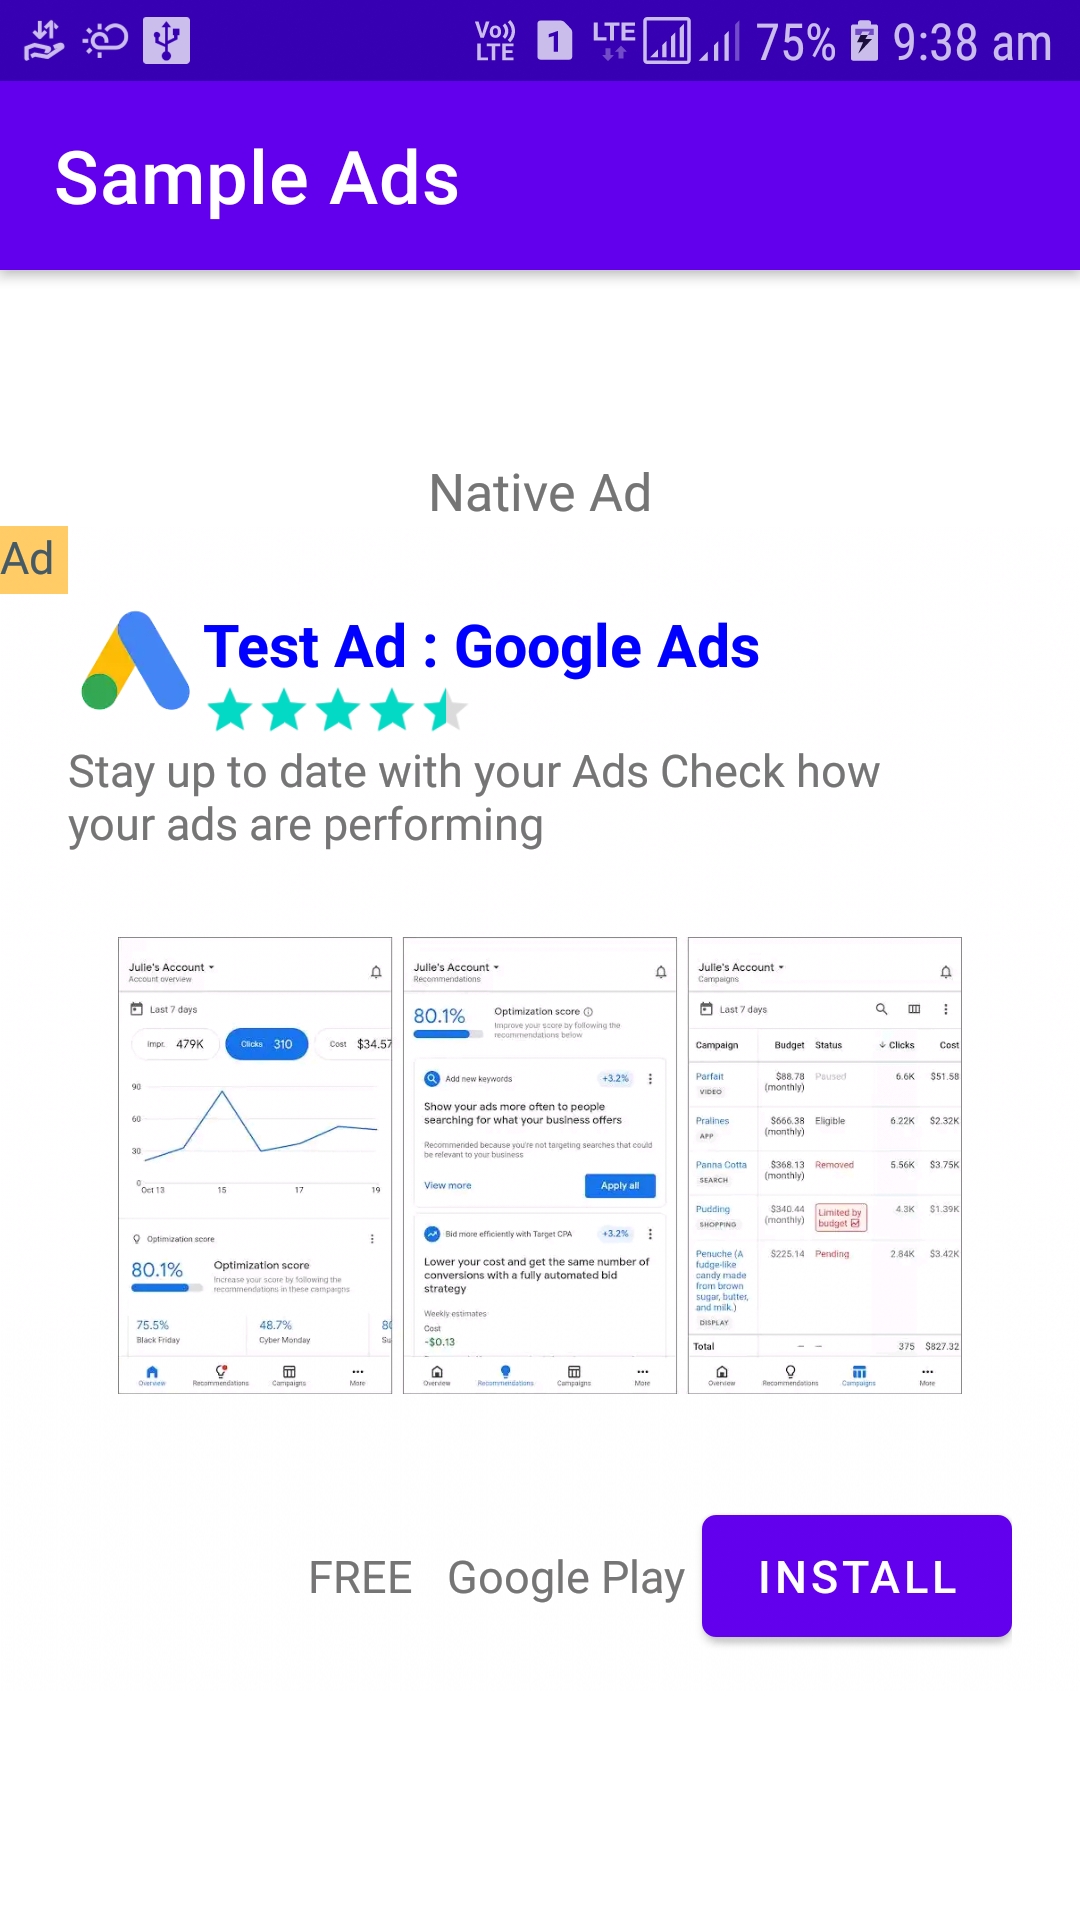 Vo))
LTE
1
LTE
75%
9:38 am
Sample Ads
Native Ad
Ad
Test Ad : Google Ads
Stay up to date with your Ads Check how
your ads are performing
Julie's Account
Account overview
Last 7 days
Impr. 479K
Clicks 310
Cost $34.57
90
60
30
0
Oct 13 15 17 19
Optimization score
80.1%
Optimization score
Increase your score by following the
recommendations in these campaigns
75.5% 48.7%
Black Friday Cyber Monday
Overview Recommendations Campaigns More
Julie's Account
Recommendations
80.1%
Optimization score
Improve your score by following the
recommendations below
Add new keywords +3.2%
Show your ads more often to people
searching for what your business offers
Recommended because you're not targeting searches that could
be relevant to your business
View more Apply all
Bid more efficiently with Target CPA +3.2%
Lower your cost and get the same number of
conversions with a fully automated bid
strategy
Weekly estimates
Cost
-$0.13
Overview Recommendations Campaigns More
Julie's Account
Campaigns
Last 7 days
Campaign Budget Status Clicks Cost
Parfait $88.78 Paused 6.6K $51.58
(monthly)
VIDEO
Pralines $666.38 Eligible 6.22K $2.32K
(monthly)
APP
Panna Cotta $368.13 Removed 5.56K $3.75K
(monthly)
SEARCH
Pudding $340.44 Limited by 4.3K $1.39K
(monthly) budget
SHOPPING
Penuche (A $225.14 Pending 2.84K $3.42K
fudge-like
candy made
from brown
sugar, butter,
and milk.)
DISPLAY
Total – – 375 $827.32
Overview Recommendations Campaigns More
FREE Google Play INSTALL